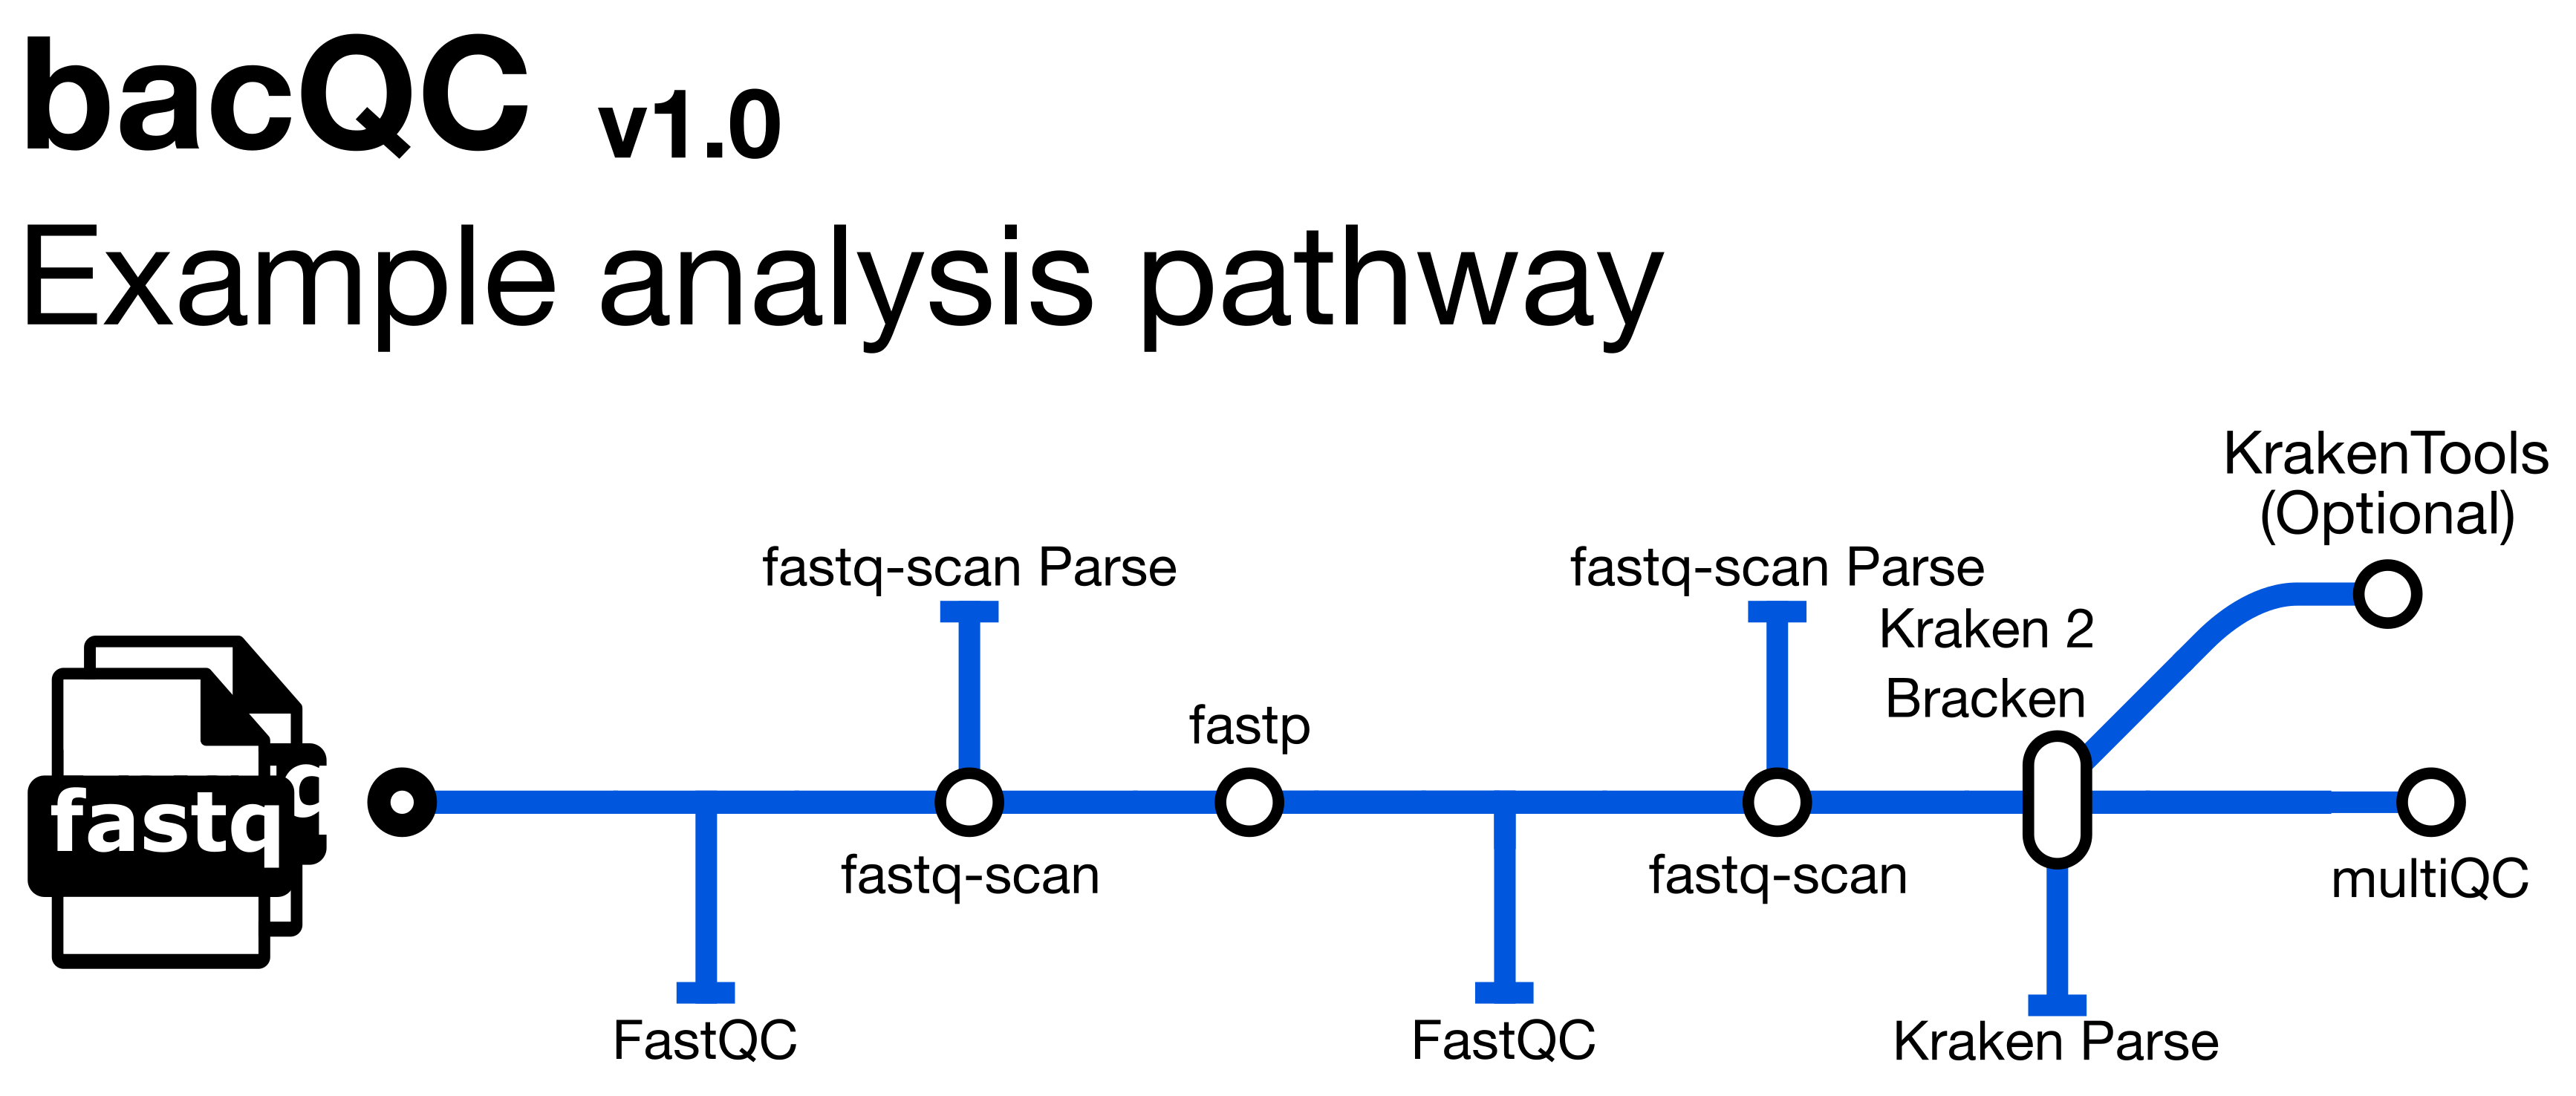 bacQC v1.0
Example analysis pathway
KrakenTools
(Optional)
fastq-scan Parse
fastq-scan Parse
Kraken 2
Bracken
fastp
fastq
fastq-scan
fastq-scan
multiQC
FastQC
FastQC
Kraken Parse